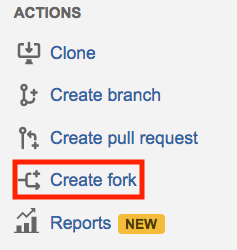 ACTIONS
Clone
Create branch
Create pull request
Create fork
Reports NEW